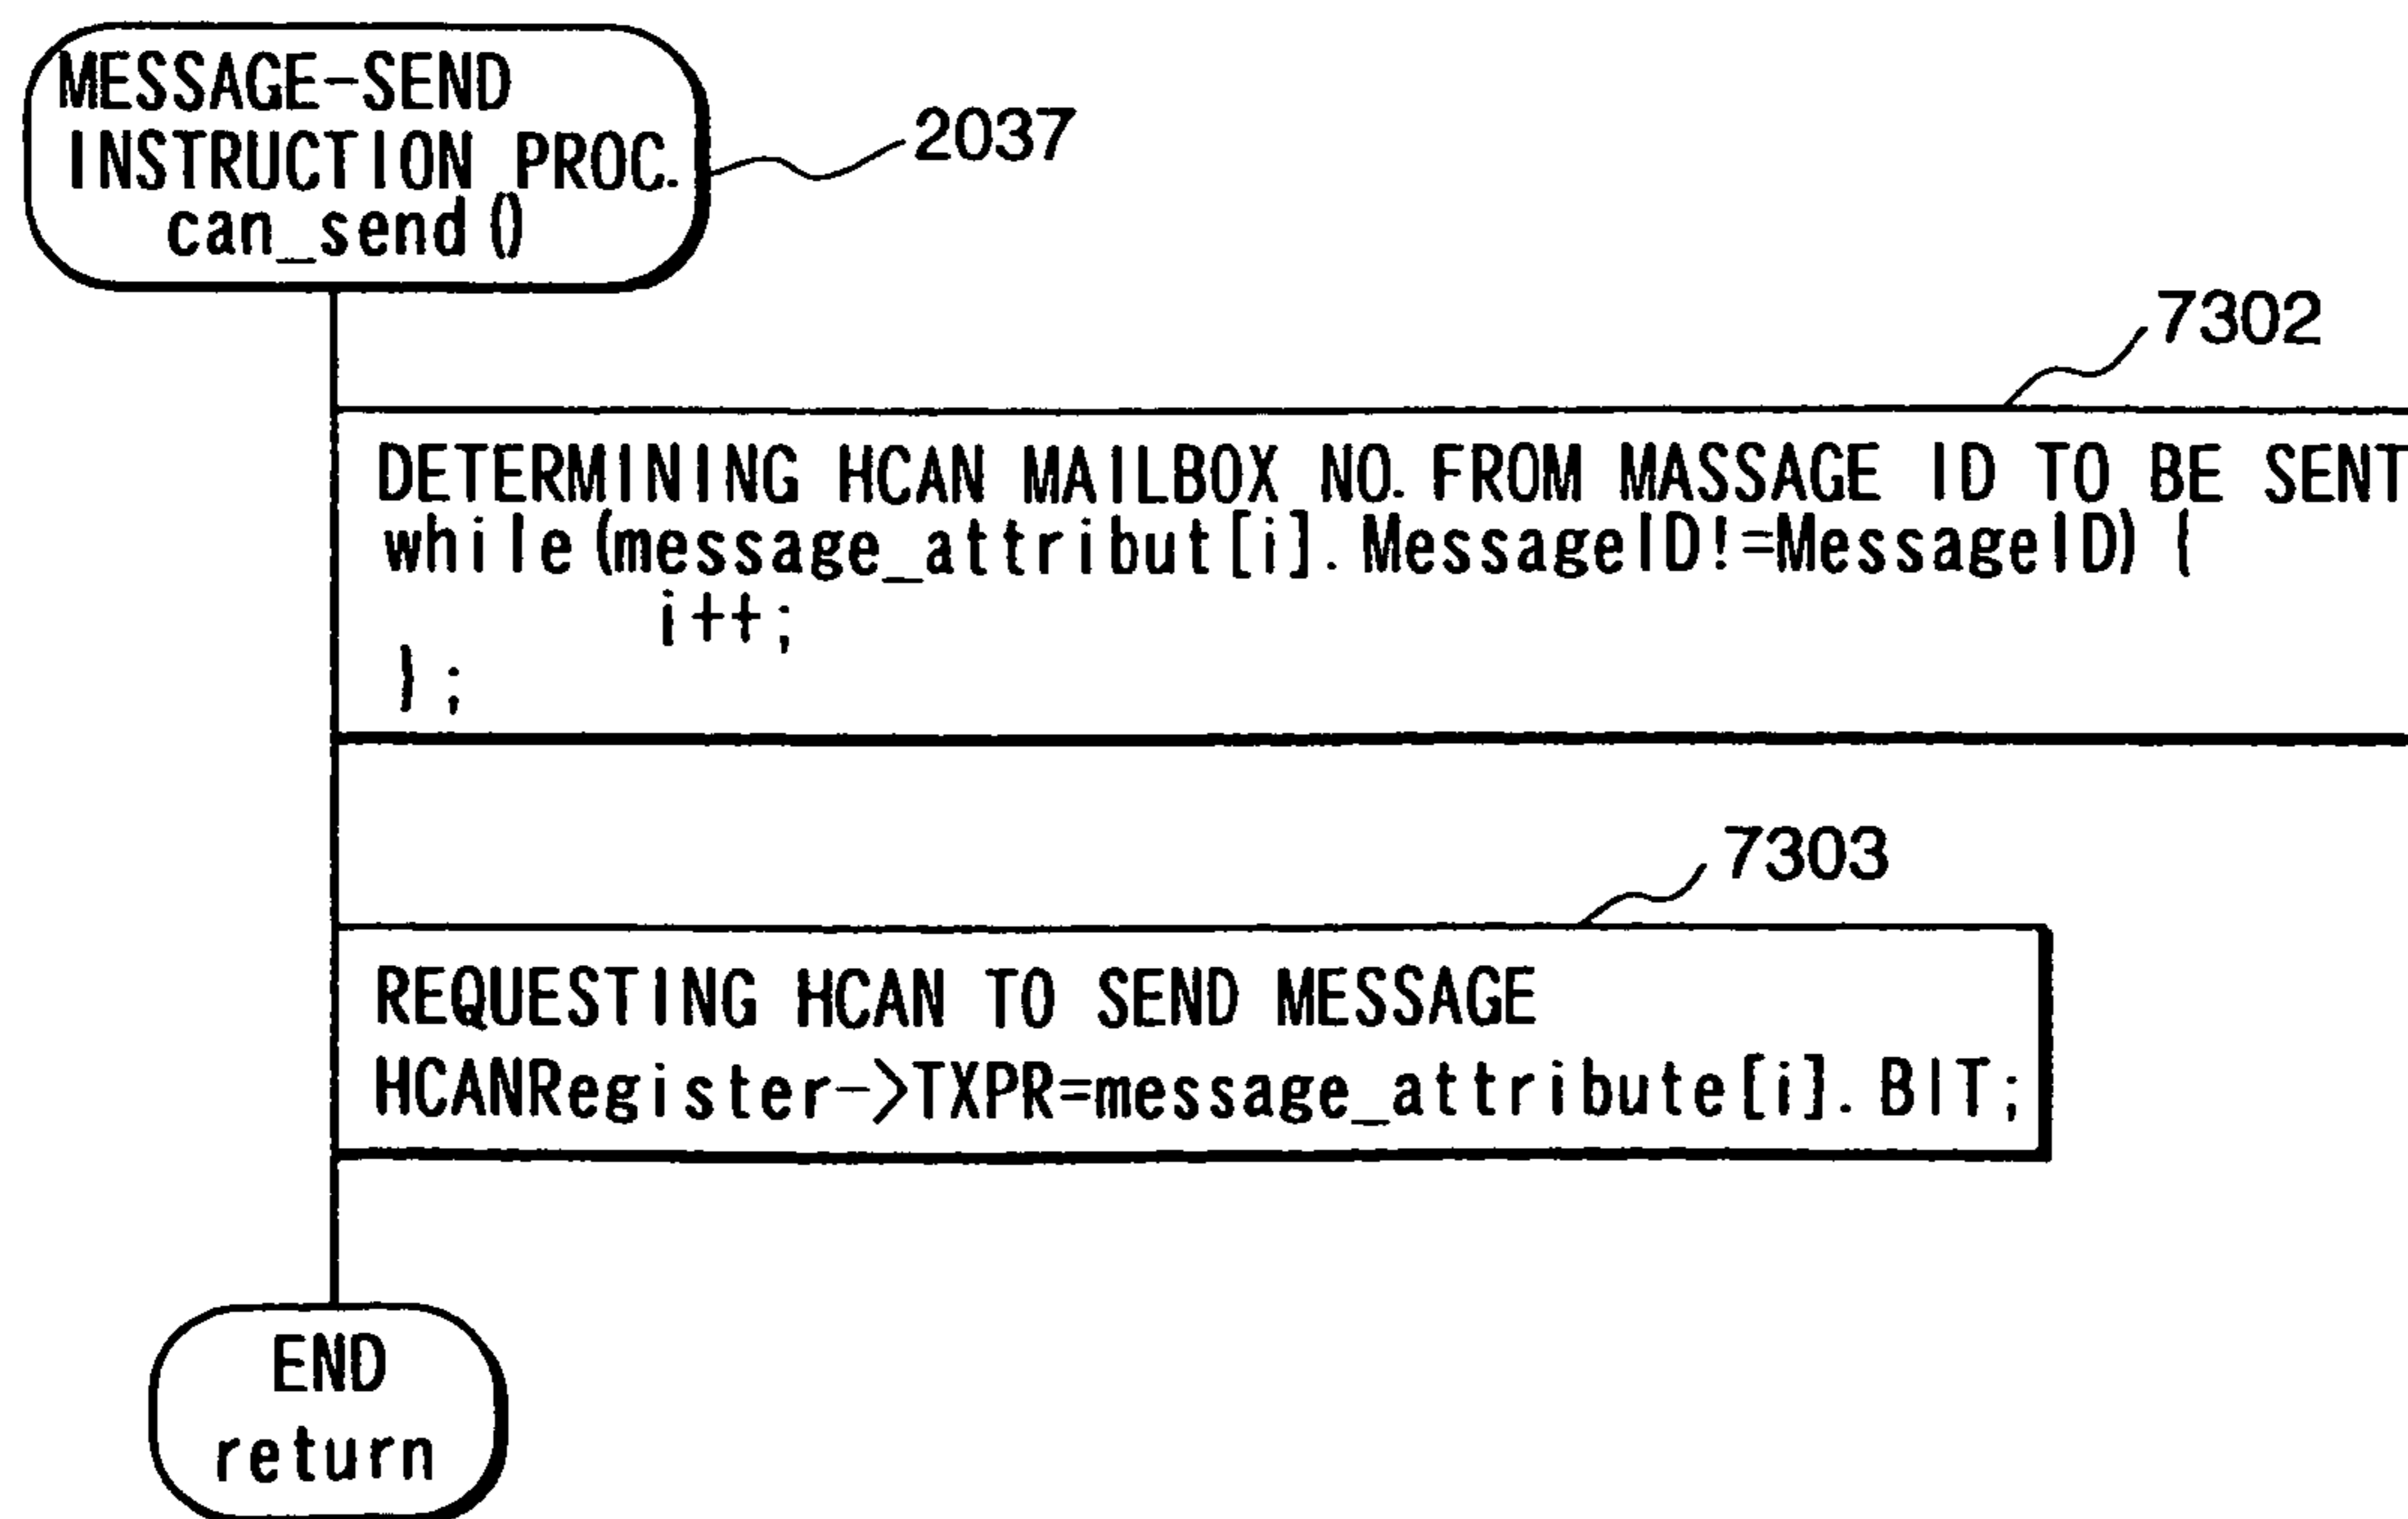 MESSAGE-SEND
INSTRUCTION PROC.
can_send()
2037
7302
DETERMINING HCAN MAILBOX NO. FROM MASSAGE ID TO BE SENT
while(message_attribut[i].MessageID!=MessageID) {
i++;
};
7303
REQUESTING HCAN TO SEND MESSAGE
HCANRegister->TXPR=message_attribute[i].BIT;
END
return